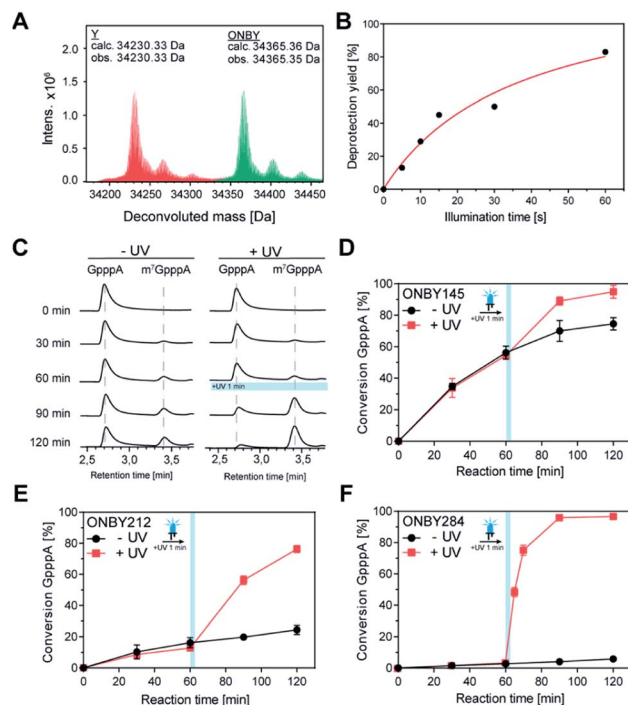 A
Y
calc. 34230.33 Da
obs. 34230.33 Da
ONBY
calc. 34365.36 Da
obs. 34365.35 Da
Intens. x10⁶
2.0
1.5
1.0
0.5
0.0
34200 34250 34300 34350 34400 34450
Deconvoluted mass [Da]
B
Deprotection yield [%]
100
80
60
40
20
0
0 10 20 30 40 50 60
Illumination time [s]
C
- UV + UV
GpppA m⁷GpppA GpppA m⁷GpppA
0 min
30 min
60 min
+UV 1 min
90 min
120 min
2,5 3,0 3,5 2,5 3,0 3,5
Retention time [min] Retention time [min]
D
ONBY145
- UV
+ UV
+UV 1 min
Conversion GpppA [%]
100
80
60
40
20
0
0 20 40 60 80 100 120
Reaction time [min]
E
ONBY212
- UV
+ UV
+UV 1 min
Conversion GpppA [%]
100
80
60
40
20
0
0 20 40 60 80 100 120
Reaction time [min]
F
ONBY284
- UV
+ UV
+UV 1 min
Conversion GpppA [%]
100
80
60
40
20
0
0 20 40 60 80 100 120
Reaction time [min]